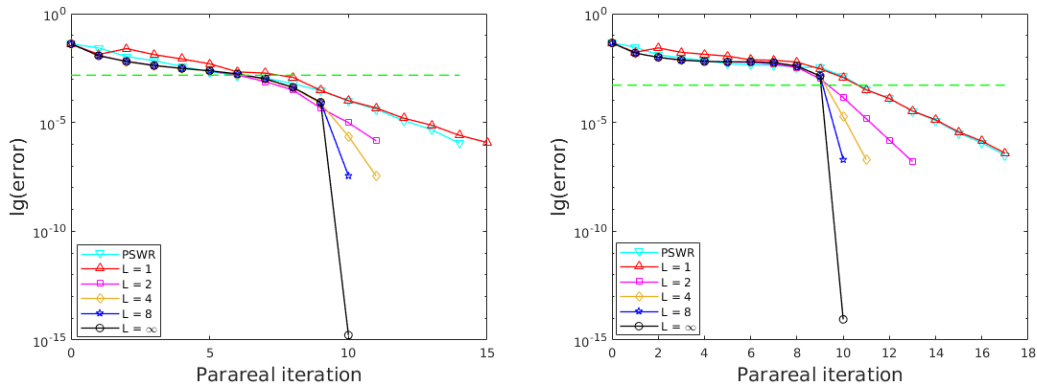 10^0
10^-5
10^-10
10^-15
lg(error)
PSWR
L = 1
L = 2
L = 4
L = 8
L = ∞
0 5 10 15
Parareal iteration
10^0
10^-5
10^-10
10^-15
lg(error)
PSWR
L = 1
L = 2
L = 4
L = 8
L = ∞
0 2 4 6 8 10 12 14 16 18
Parareal iteration